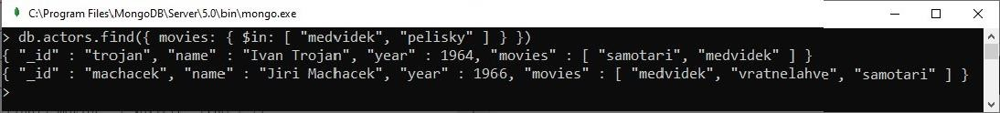 C:\Program Files\MongoDB\Server\5.0\bin\mongo.exe
> db.actors.find({ movies: { $in: [ "medvidek", "pelisky" ] } })
{ "_id" : "trojan", "name" : "Ivan Trojan", "year" : 1964, "movies" : [ "samotari", "medvidek" ] }
{ "_id" : "machacek", "name" : "Jiri Machacek", "year" : 1966, "movies" : [ "medvidek", "vratnelahve", "samotari" ] }
>